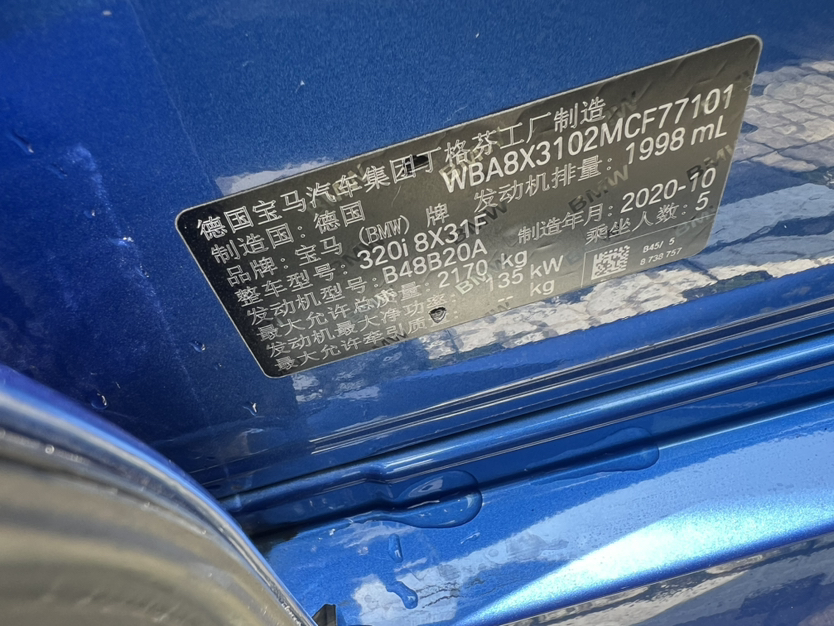 德国宝马汽车集团丁格芬工厂制造
制造国：德国 WBA8X3102MCF77101
品牌：宝马（BMW）牌 发动机排量：1998 mL
整车型号：320i 8X31F
发动机型号：B48B20A 制造年月：2020-10
最大允许总质量：2170 kg 乘坐人数：5
发动机最大净功率：135 kW
最大允许牵引质量：-- kg
B45/ 5
8 738 757